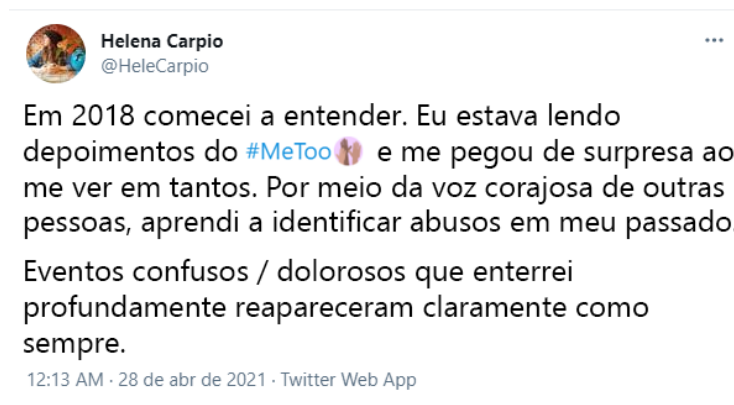 Helena Carpio
@HeleCarpio
Em 2018 comecei a entender. Eu estava lendo
depoimentos do #MeToo e me pegou de surpresa ao
me ver em tantos. Por meio da voz corajosa de outras
pessoas, aprendi a identificar abusos em meu passado.
Eventos confusos / dolorosos que enterrei
profundamente reapareceram claramente como
sempre.
12:13 AM · 28 de abr de 2021 · Twitter Web App